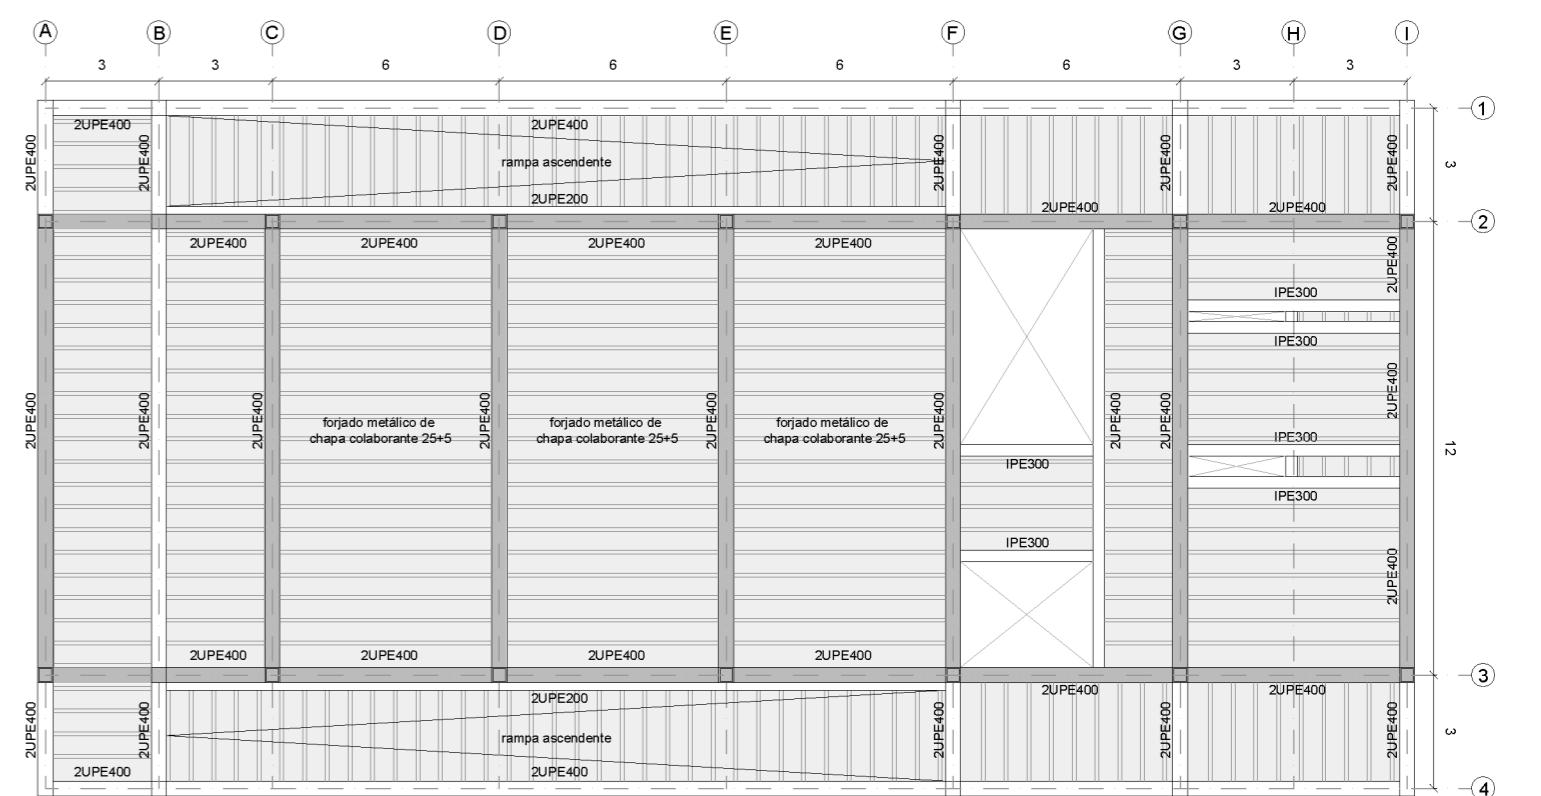 A B C D E F G H I
3 3 6 6 6 6 3 3
1
2UPE400 2UPE400
2UPE400 2UPE400 2UPE400 2UPE400 2UPE400
rampa ascendente
3
2UPE200
2UPE400 2UPE400
2
2UPE400 2UPE400 2UPE400 2UPE400
2UPE400
IPE300
IPE300
2UPE400
2UPE400 2UPE400 2UPE400 2UPE400 2UPE400 2UPE400 2UPE400 2UPE400
forjado metálico de
chapa colaborante 25+5
forjado metálico de
chapa colaborante 25+5
forjado metálico de
chapa colaborante 25+5
12
IPE300
IPE300
IPE300
IPE300
2UPE400
2UPE400 2UPE400 2UPE400 2UPE400
3
2UPE400 2UPE400
2UPE200
2UPE400 2UPE400 2UPE400 2UPE400 2UPE400
rampa ascendente
3
2UPE400 2UPE400
4